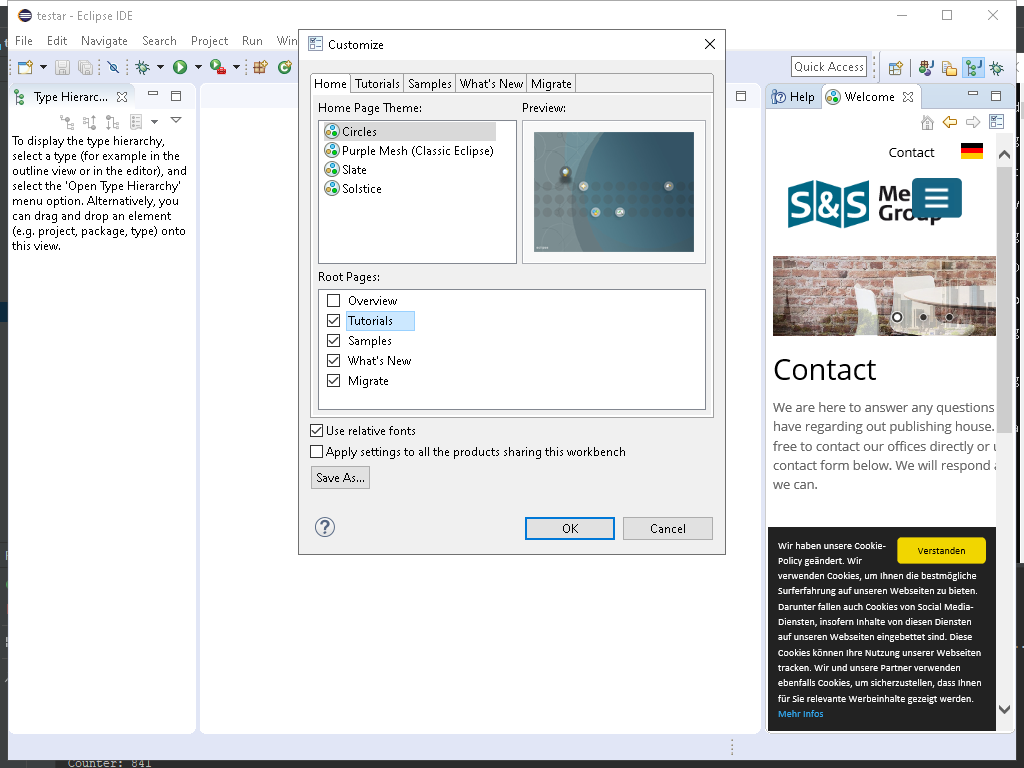 testar - Eclipse IDE
File Edit Navigate Search Project Run
Quick Access
Type Hierarc...
To display the type hierarchy,
select a type (for example in the
outline view or in the editor), and
select the 'Open Type Hierarchy'
menu option. Alternatively, you
can drag and drop an element
(e.g. project, package, type) onto
this view.
Customize
Home Tutorials Samples What's New Migrate
Home Page Theme:
Preview:
Circles
Purple Mesh (Classic Eclipse)
Slate
Solstice
Root Pages:
Overview
Tutorials
Samples
What's New
Migrate
Use relative fonts
Apply settings to all the products sharing this workbench
Save As...
?
OK
Cancel
Help Welcome
Contact
S&S Me
Group
Contact
We are here to answer any questions
have regarding out publishing house.
free to contact our offices directly or
contact form below. We will respond
we can.
Verstanden
Wir haben unsere Cookie-
Policy geändert. Wir
verwenden Cookies, um Ihnen die bestmögliche
Surferfahrung auf unseren Webseiten zu bieten.
Darunter fallen auch Cookies von Social Media-
Diensten, insofern Inhalte von diesen Diensten
auf unseren Webseiten eingebettet sind. Diese
Cookies können Ihre Nutzung unserer Webseiten
tracken. Wir und unsere Partner verwenden
ebenfalls Cookies, um sicherzustellen, dass Ihnen
für Sie relevante Werbeinhalte gezeigt werden.
Mehr Infos
Counter: 841